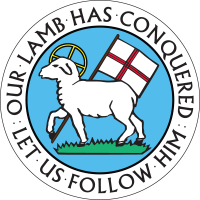 · OUR · LAMB · HAS · CONQUERED ·
LET · US · FOLLOW · HIM ·